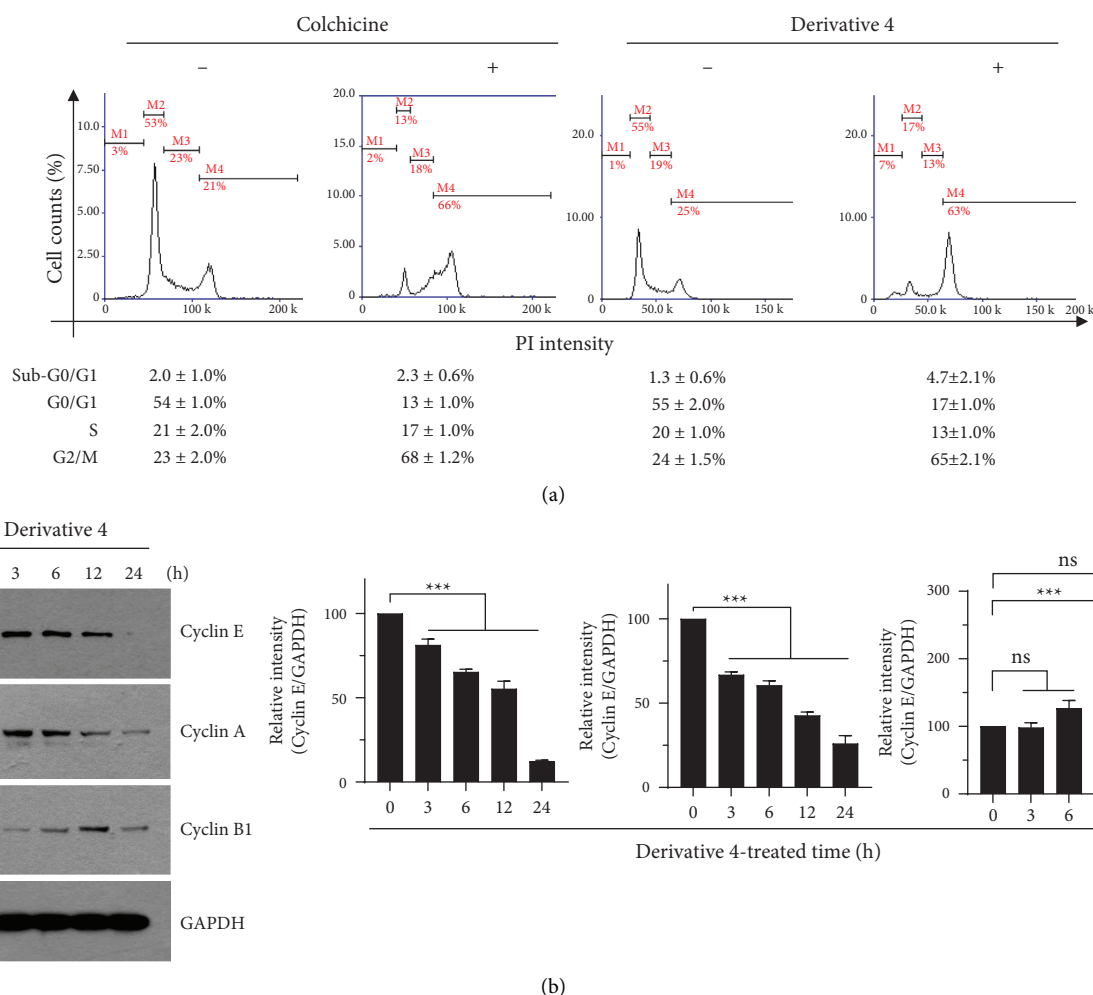 Colchicine Derivative 4
− + − +
Cell counts (%)
10.0
7.50
5.00
2.50
0
M1
3%
M2
53%
M3
23%
M4
21%
0 100 k 200 k
20.0
15.0
10.00
5.00
0
M1
2%
M2
13%
M3
18%
M4
66%
0 100 k 200 k
20.0
10.00
0
M1
1%
M2
55%
M3
19%
M4
25%
0 50.0 k 100 k 150 k
20.0
10.00
0
M1
7%
M2
17%
M3
13%
M4
63%
0 50.0 k 100 k 150 k 200 k
PI intensity
Sub-G0/G1 2.0 ± 1.0% 2.3 ± 0.6% 1.3 ± 0.6% 4.7±2.1%
G0/G1 54 ± 1.0% 13 ± 1.0% 55 ± 2.0% 17±1.0%
S 21 ± 2.0% 17 ± 1.0% 20 ± 1.0% 13±1.0%
G2/M 23 ± 2.0% 68 ± 1.2% 24 ± 1.5% 65±2.1%
(a)
Derivative 4
3 6 12 24 (h)
Cyclin E
Cyclin A
Cyclin B1
GAPDH
Relative intensity
(Cyclin E/GAPDH)
100
50
0
***
0 3 6 12 24
Relative intensity
(Cyclin E/GAPDH)
100
50
0
***
0 3 6 12 24
Relative intensity
(Cyclin E/GAPDH)
300
200
100
0
ns
***
ns
0 3 6
Derivative 4-treated time (h)
(b)